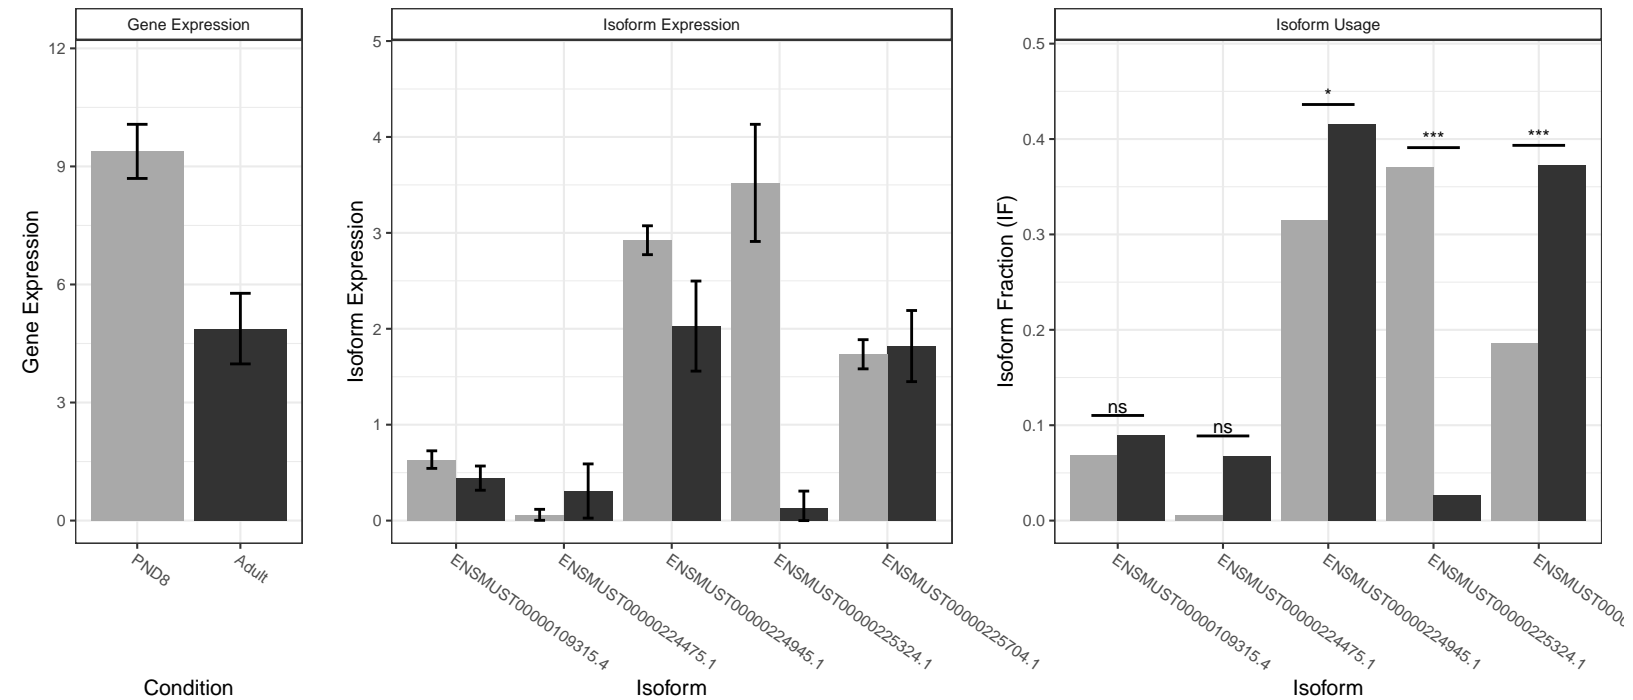 Gene Expression
Isoform Expression
Isoform Usage
Gene Expression
12
9
6
3
0
PND8
Adult
Condition
Isoform Expression
5
4
3
2
1
0
ENSMUST00000109315.4
ENSMUST00000224475.1
ENSMUST00000224945.1
ENSMUST00000225324.1
ENSMUST00000225704.1
Isoform
Isoform Fraction (IF)
0.5
0.4
0.3
0.2
0.1
0.0
ns
ns
*
***
***
ENSMUST00000109315.4
ENSMUST00000224475.1
ENSMUST00000224945.1
ENSMUST00000225324.1
Isoform